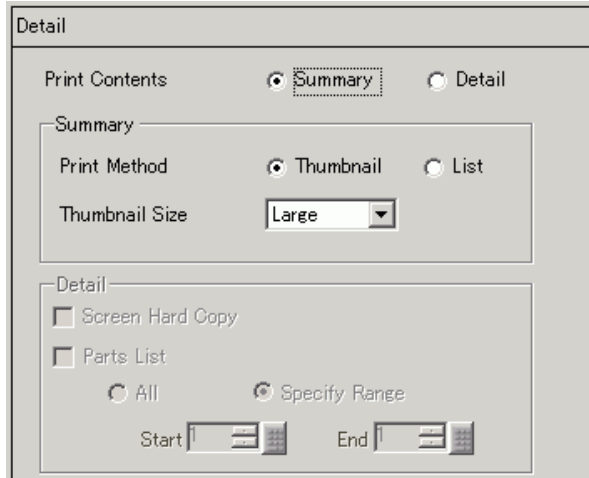 Detail
Print Contents Summary Detail
Summary
Print Method Thumbnail List
Thumbnail Size Large
Detail
Screen Hard Copy
Parts List
All Specify Range
Start 1 End 1